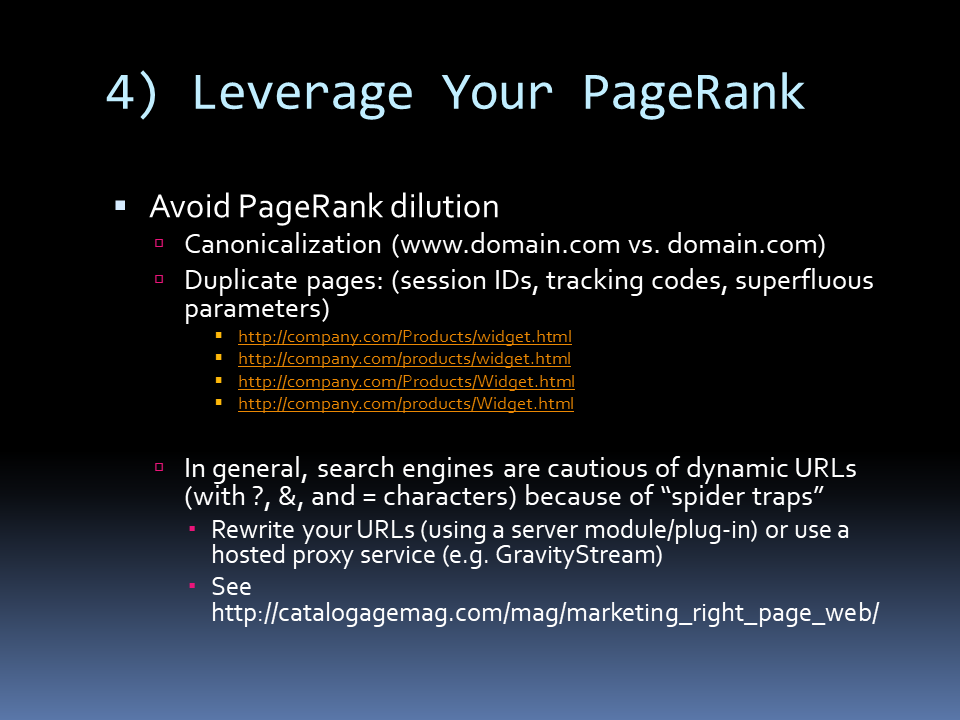 4) Leverage Your PageRank
Avoid PageRank dilution
Canonicalization (www.domain.com vs. domain.com)
Duplicate pages: (session IDs, tracking codes, superfluous
parameters)
http://company.com/Products/widget.html
http://company.com/products/widget.html
http://company.com/Products/Widget.html
http://company.com/products/Widget.html
In general, search engines are cautious of dynamic URLs
(with ?, &, and = characters) because of “spider traps”
Rewrite your URLs (using a server module/plug-in) or use a
hosted proxy service (e.g. GravityStream)
See
http://catalogagemag.com/mag/marketing_right_page_web/